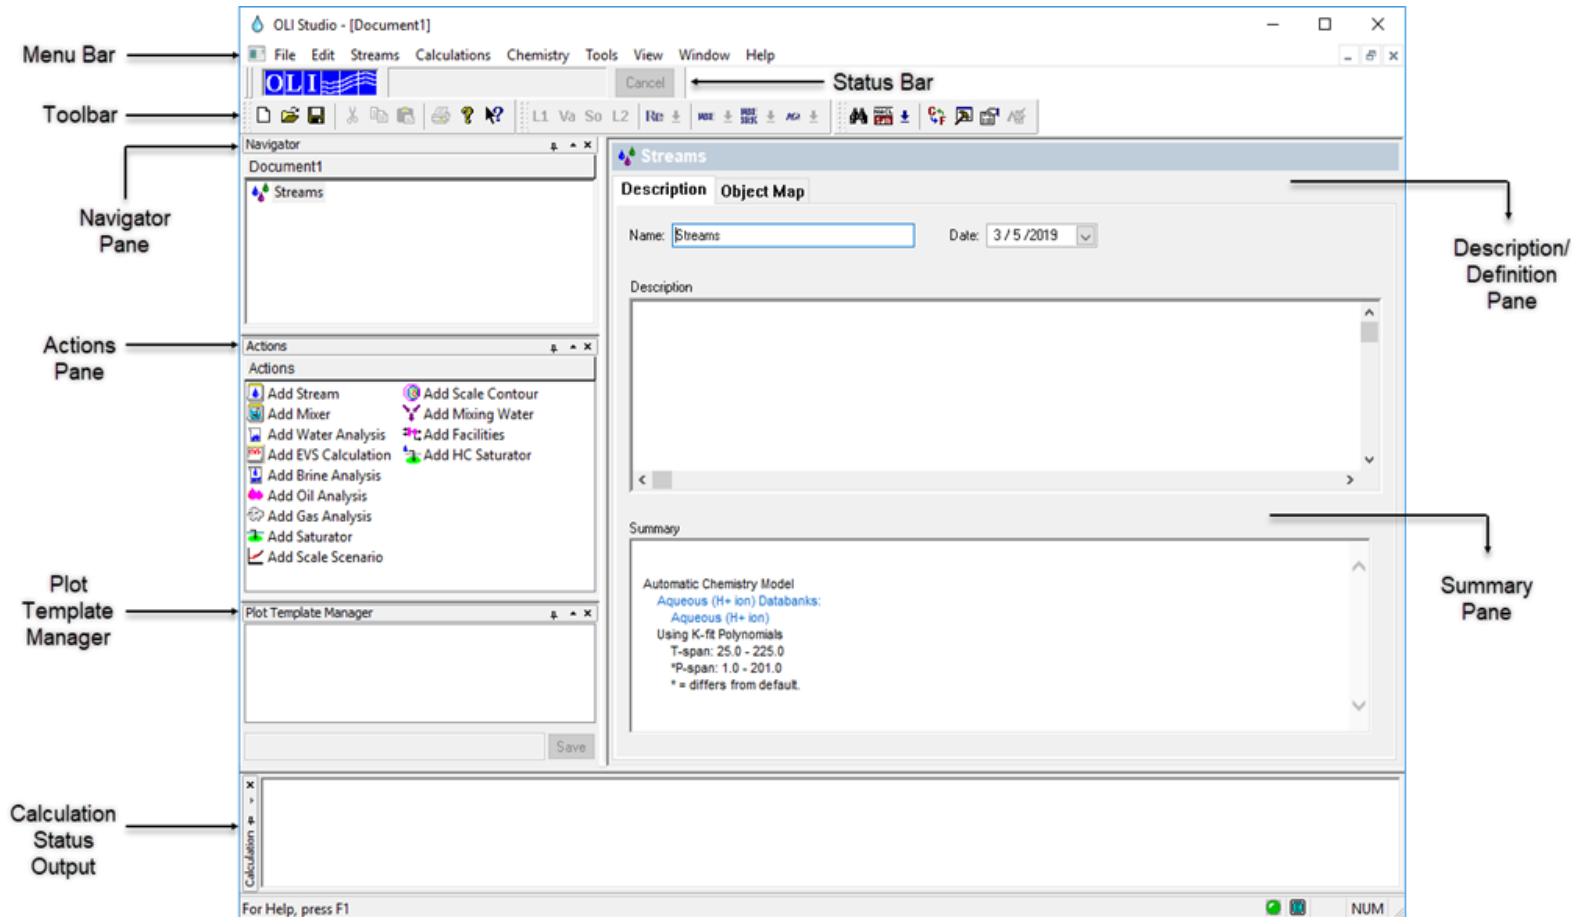 OLI Studio - [Document1]
Menu Bar
File Edit Streams Calculations Chemistry Tools View Window Help
OLI
Cancel
Status Bar
Toolbar
L1 Va So L2 Re
Navigator
Document1
Streams
Navigator
Pane
Streams
Description Object Map
Name: Streams Date: 3 / 5 /2019
Description
Description/
Definition
Pane
Actions
Pane
Actions
Actions
Add Stream
Add Mixer
Add Water Analysis
Add EVS Calculation
Add Brine Analysis
Add Oil Analysis
Add Gas Analysis
Add Saturator
Add Scale Scenario
Add Scale Contour
Add Mixing Water
Add Facilities
Add HC Saturator
Summary
Automatic Chemistry Model
Aqueous (H+ ion) Databanks:
Aqueous (H+ ion)
Using K-fit Polynomials
T-span: 25.0 - 225.0
*P-span: 1.0 - 201.0
* = differs from default.
Summary
Pane
Plot
Template
Manager
Plot Template Manager
Save
Calculation
Status
Output
Calculation
For Help, press F1
NUM